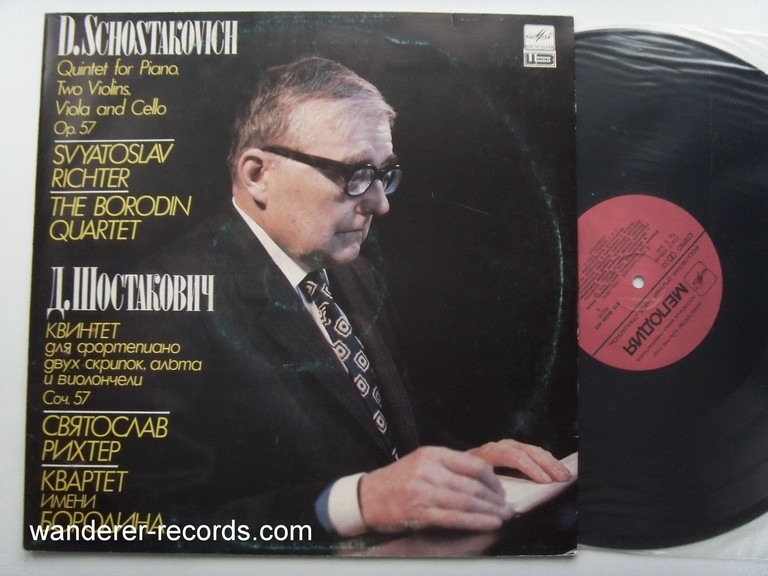 D. SCHOSTAKOVICH
Quintet for Piano,
Two Violins,
Viola and Cello
Op. 57
SVYATOSLAV
RICHTER
THE BORODIN
QUARTET
Д. ШОСТАКОВИЧ
КВИНТЕТ
для фортепиано
двух скрипок, альта
и виолончели
Соч. 57
СВЯТОСЛАВ
РИХТЕР
КВАРТЕТ
ИМЕНИ
БОРОДИНА
wanderer-records.com
МЕЛОДИЯ